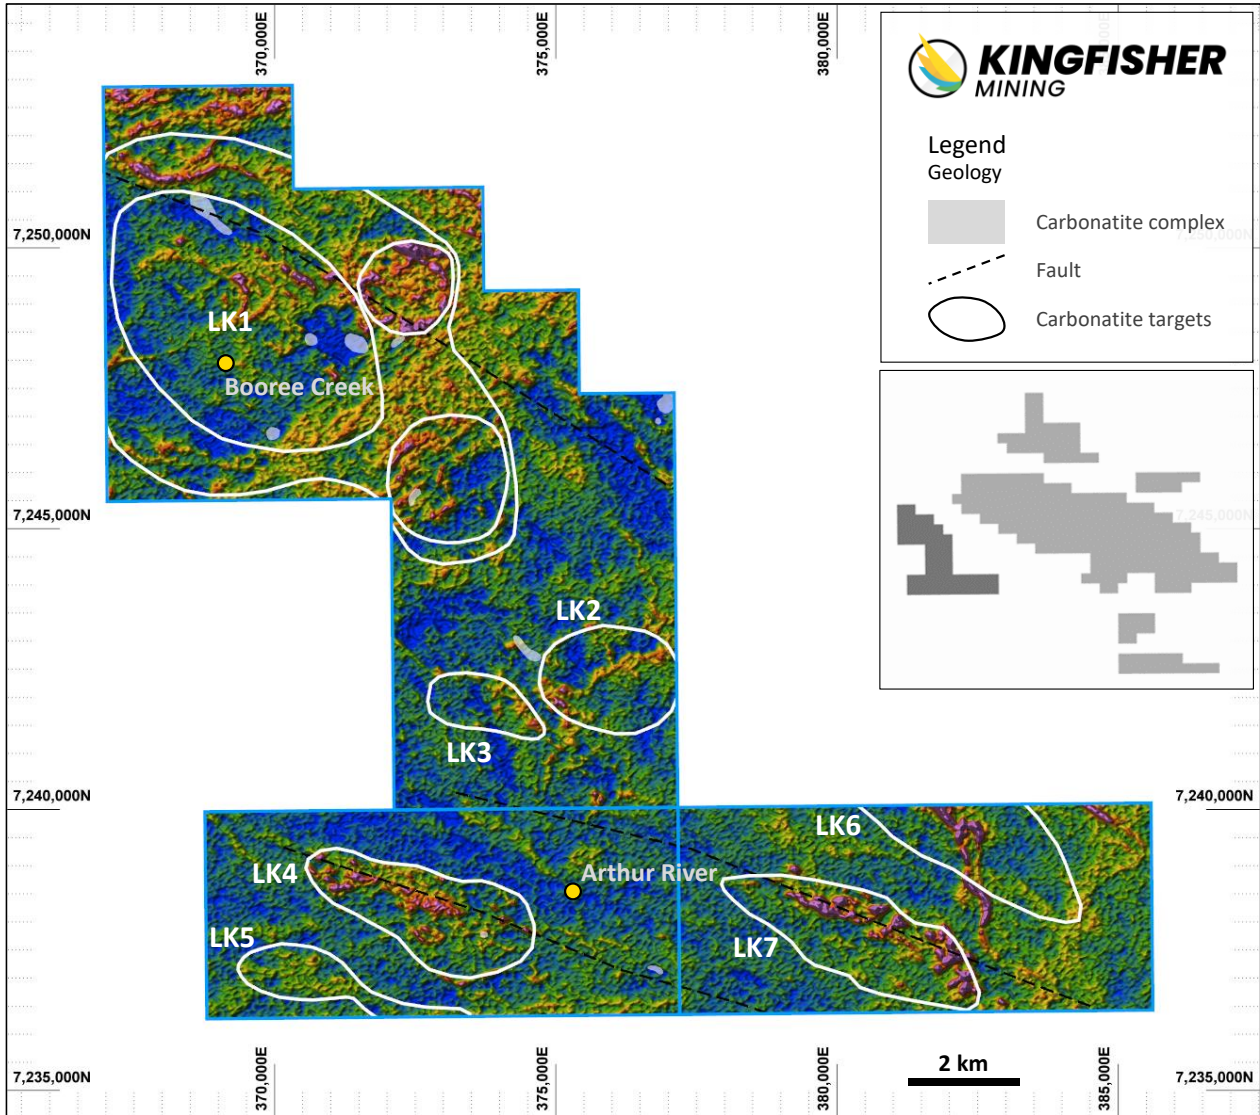 370,000E
375,000E
380,000E
KINGFISHER
MINING
Legend
Geology
Carbonatite complex
Fault
Carbonatite targets
7,250,000N
7,250,000N
LK1
Booree Creek
7,245,000N
7,245,000N
LK2
LK3
7,240,000N
7,240,000N
LK6
LK4
Arthur River
LK5
LK7
2 km
7,235,000N
7,235,000N
370,000E
375,000E
380,000E
385,000E